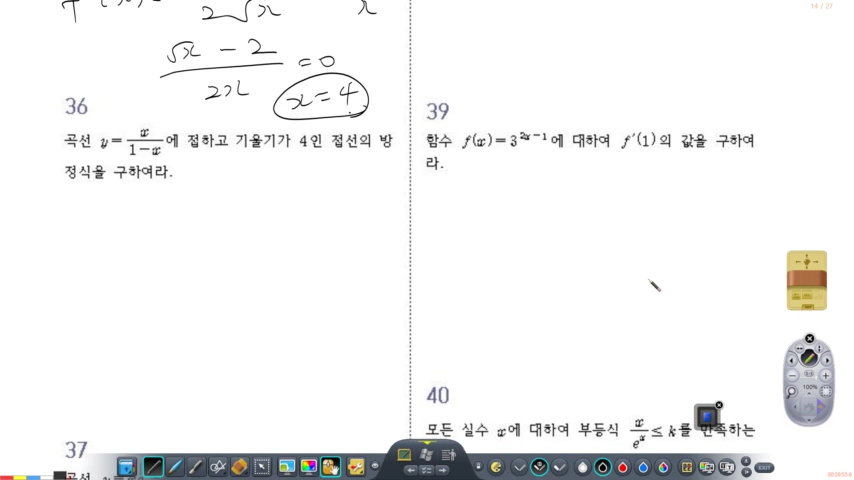 14 / 27
2√x
x
√x - 2
2x
= 0
x = 4
36
곡선 y = x/(1-x) 에 접하고 기울기가 4인 접선의 방
정식을 구하여라.
37
39
함수 f(x) = 3^(2x-1) 에 대하여 f'(1)의 값을 구하여
라.
40
모든 실수 x에 대하여 부등식 x/e^x ≤ k를 만족하는
100%
EXIT